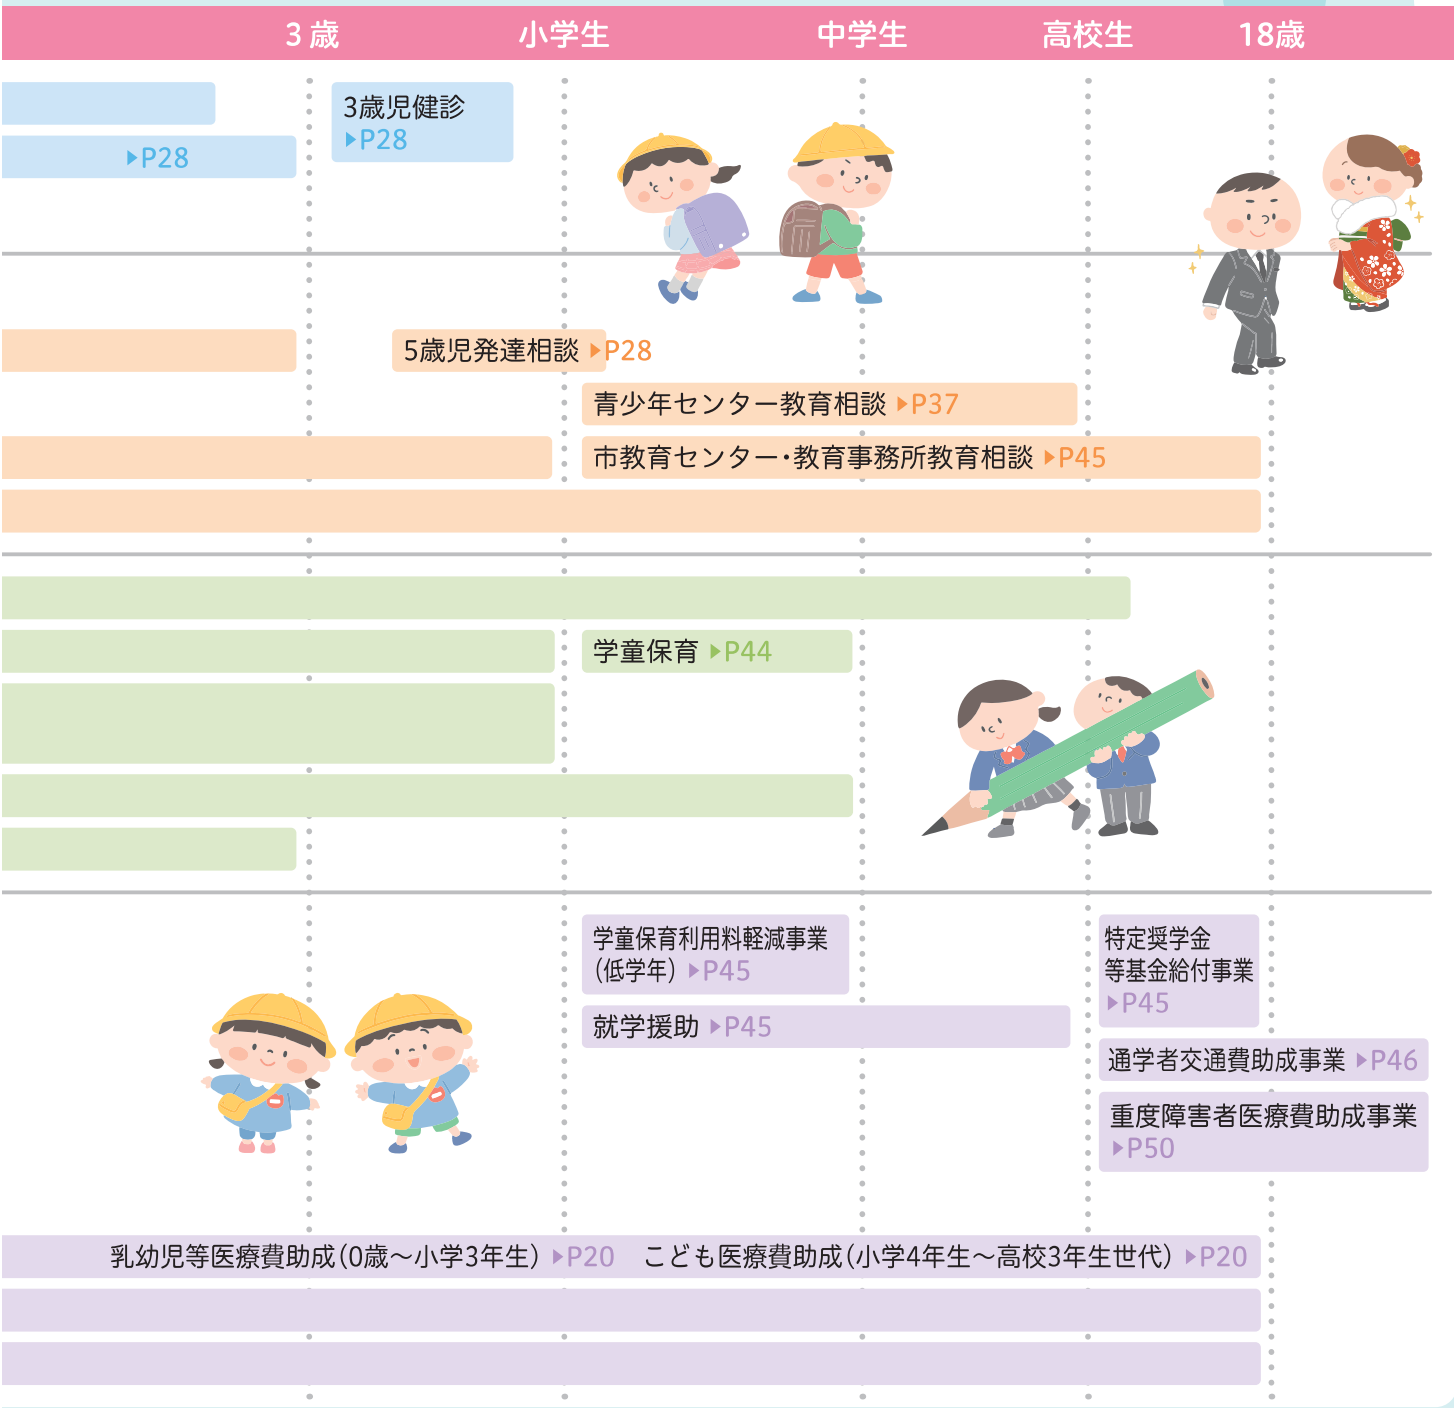 3歳 小学生 中学生 高校生 18歳
3歳児健診
▶P28
▶P28
5歳児発達相談 ▶P28
青少年センター教育相談 ▶P37
市教育センター・教育事務所教育相談 ▶P45
学童保育 ▶P44
学童保育利用料軽減事業
（低学年） ▶P45
特定奨学金
等基金給付事業
▶P45
就学援助 ▶P45
通学者交通費助成事業 ▶P46
重度障害者医療費助成事業
▶P50
乳幼児等医療費助成（0歳～小学3年生） ▶P20 こども医療費助成（小学4年生～高校3年生世代） ▶P20